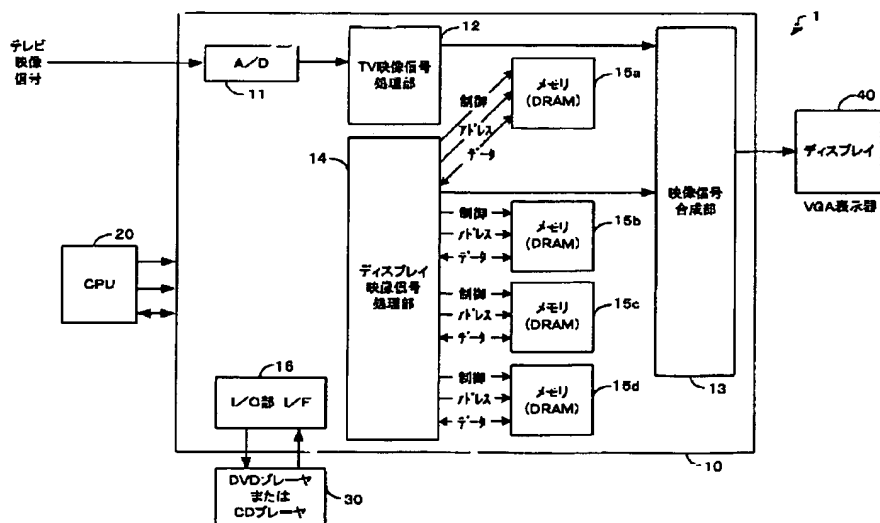 1
テレビ
映像
信号
A/D
11
12
TV映像信号
処理部
制御
アドレス
データ
メモリ
(DRAM)
15a
14
ディスプレイ
映像信号
処理部
制御
アドレス
データ
メモリ
(DRAM)
15b
制御
アドレス
データ
メモリ
(DRAM)
15c
制御
アドレス
データ
メモリ
(DRAM)
15d
映像信号
合成部
13
40
ディスプレイ
VGA表示器
20
CPU
16
I/O部 I/F
10
DVDプレーヤ
または
CDプレーヤ
30